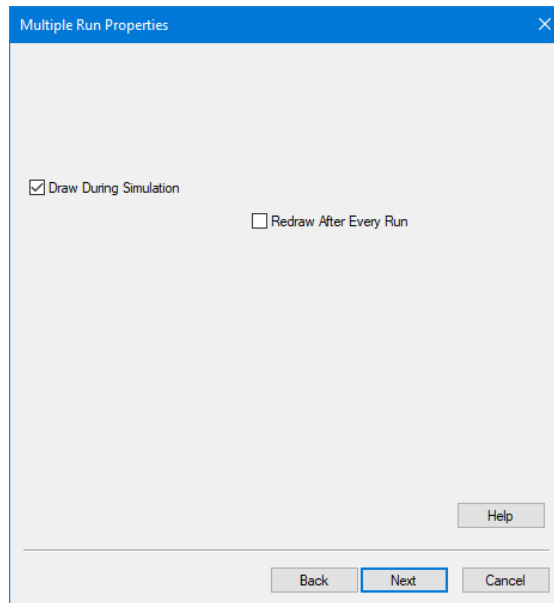 Multiple Run Properties
Draw During Simulation
Redraw After Every Run
Help
Back Next Cancel